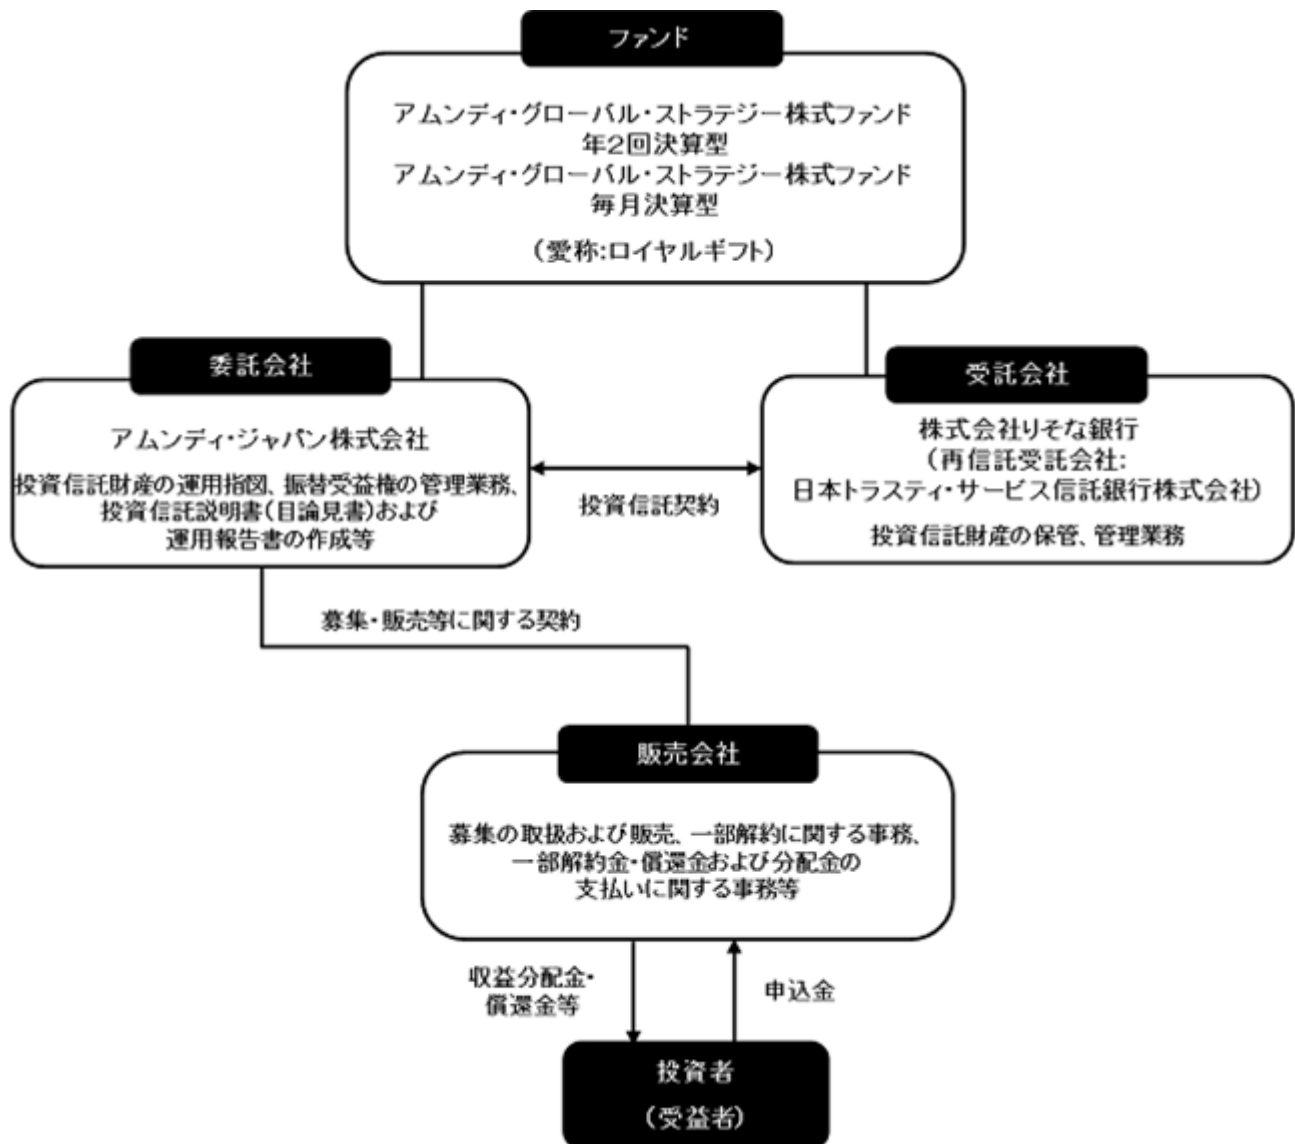 ファンド
アムンディ・グローバル・ストラテジー株式ファンド
年2回決算型
アムンディ・グローバル・ストラテジー株式ファンド
毎月決算型
（愛称:ロイヤルギフト）
委託会社
アムンディ・ジャパン株式会社
投資信託財産の運用指図、振替受益権の管理業務、
投資信託説明書（目論見書）および
運用報告書の作成等
投資信託契約
受託会社
株式会社りそな銀行
（再信託受託会社:
日本トラスティ・サービス信託銀行株式会社）
投資信託財産の保管、管理業務
募集・販売等に関する契約
販売会社
募集の取扱および販売、一部解約に関する事務、
一部解約金・償還金および分配金の
支払いに関する事務等
収益分配金・
償還金等
申込金
投資者
（受益者）